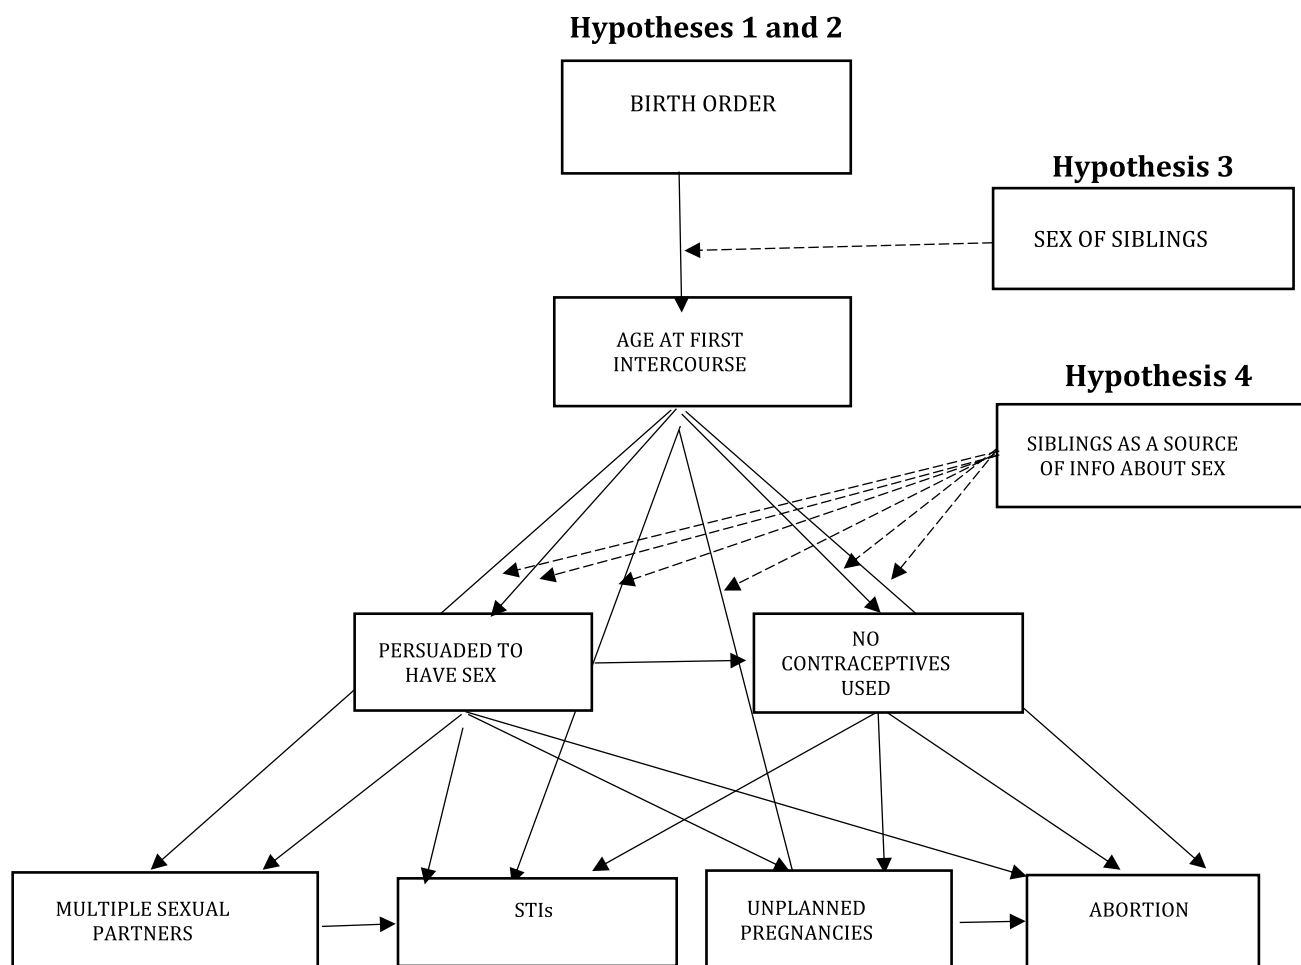 Hypotheses 1 and 2
BIRTH ORDER
Hypothesis 3
SEX OF SIBLINGS
AGE AT FIRST
INTERCOURSE
Hypothesis 4
SIBLINGS AS A SOURCE
OF INFO ABOUT SEX
PERSUADED TO
HAVE SEX
NO
CONTRACEPTIVES
USED
MULTIPLE SEXUAL
PARTNERS
STIs
UNPLANNED
PREGNANCIES
ABORTION